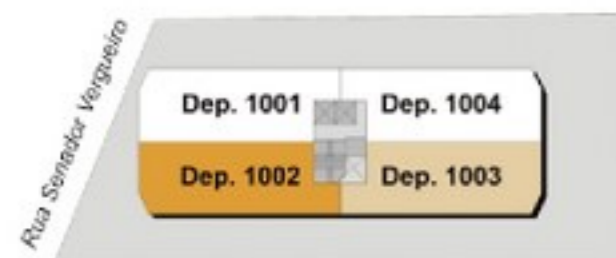 Rua Senador Vergueiro
Dep. 1001
Dep. 1004
Dep. 1002
Dep. 1003